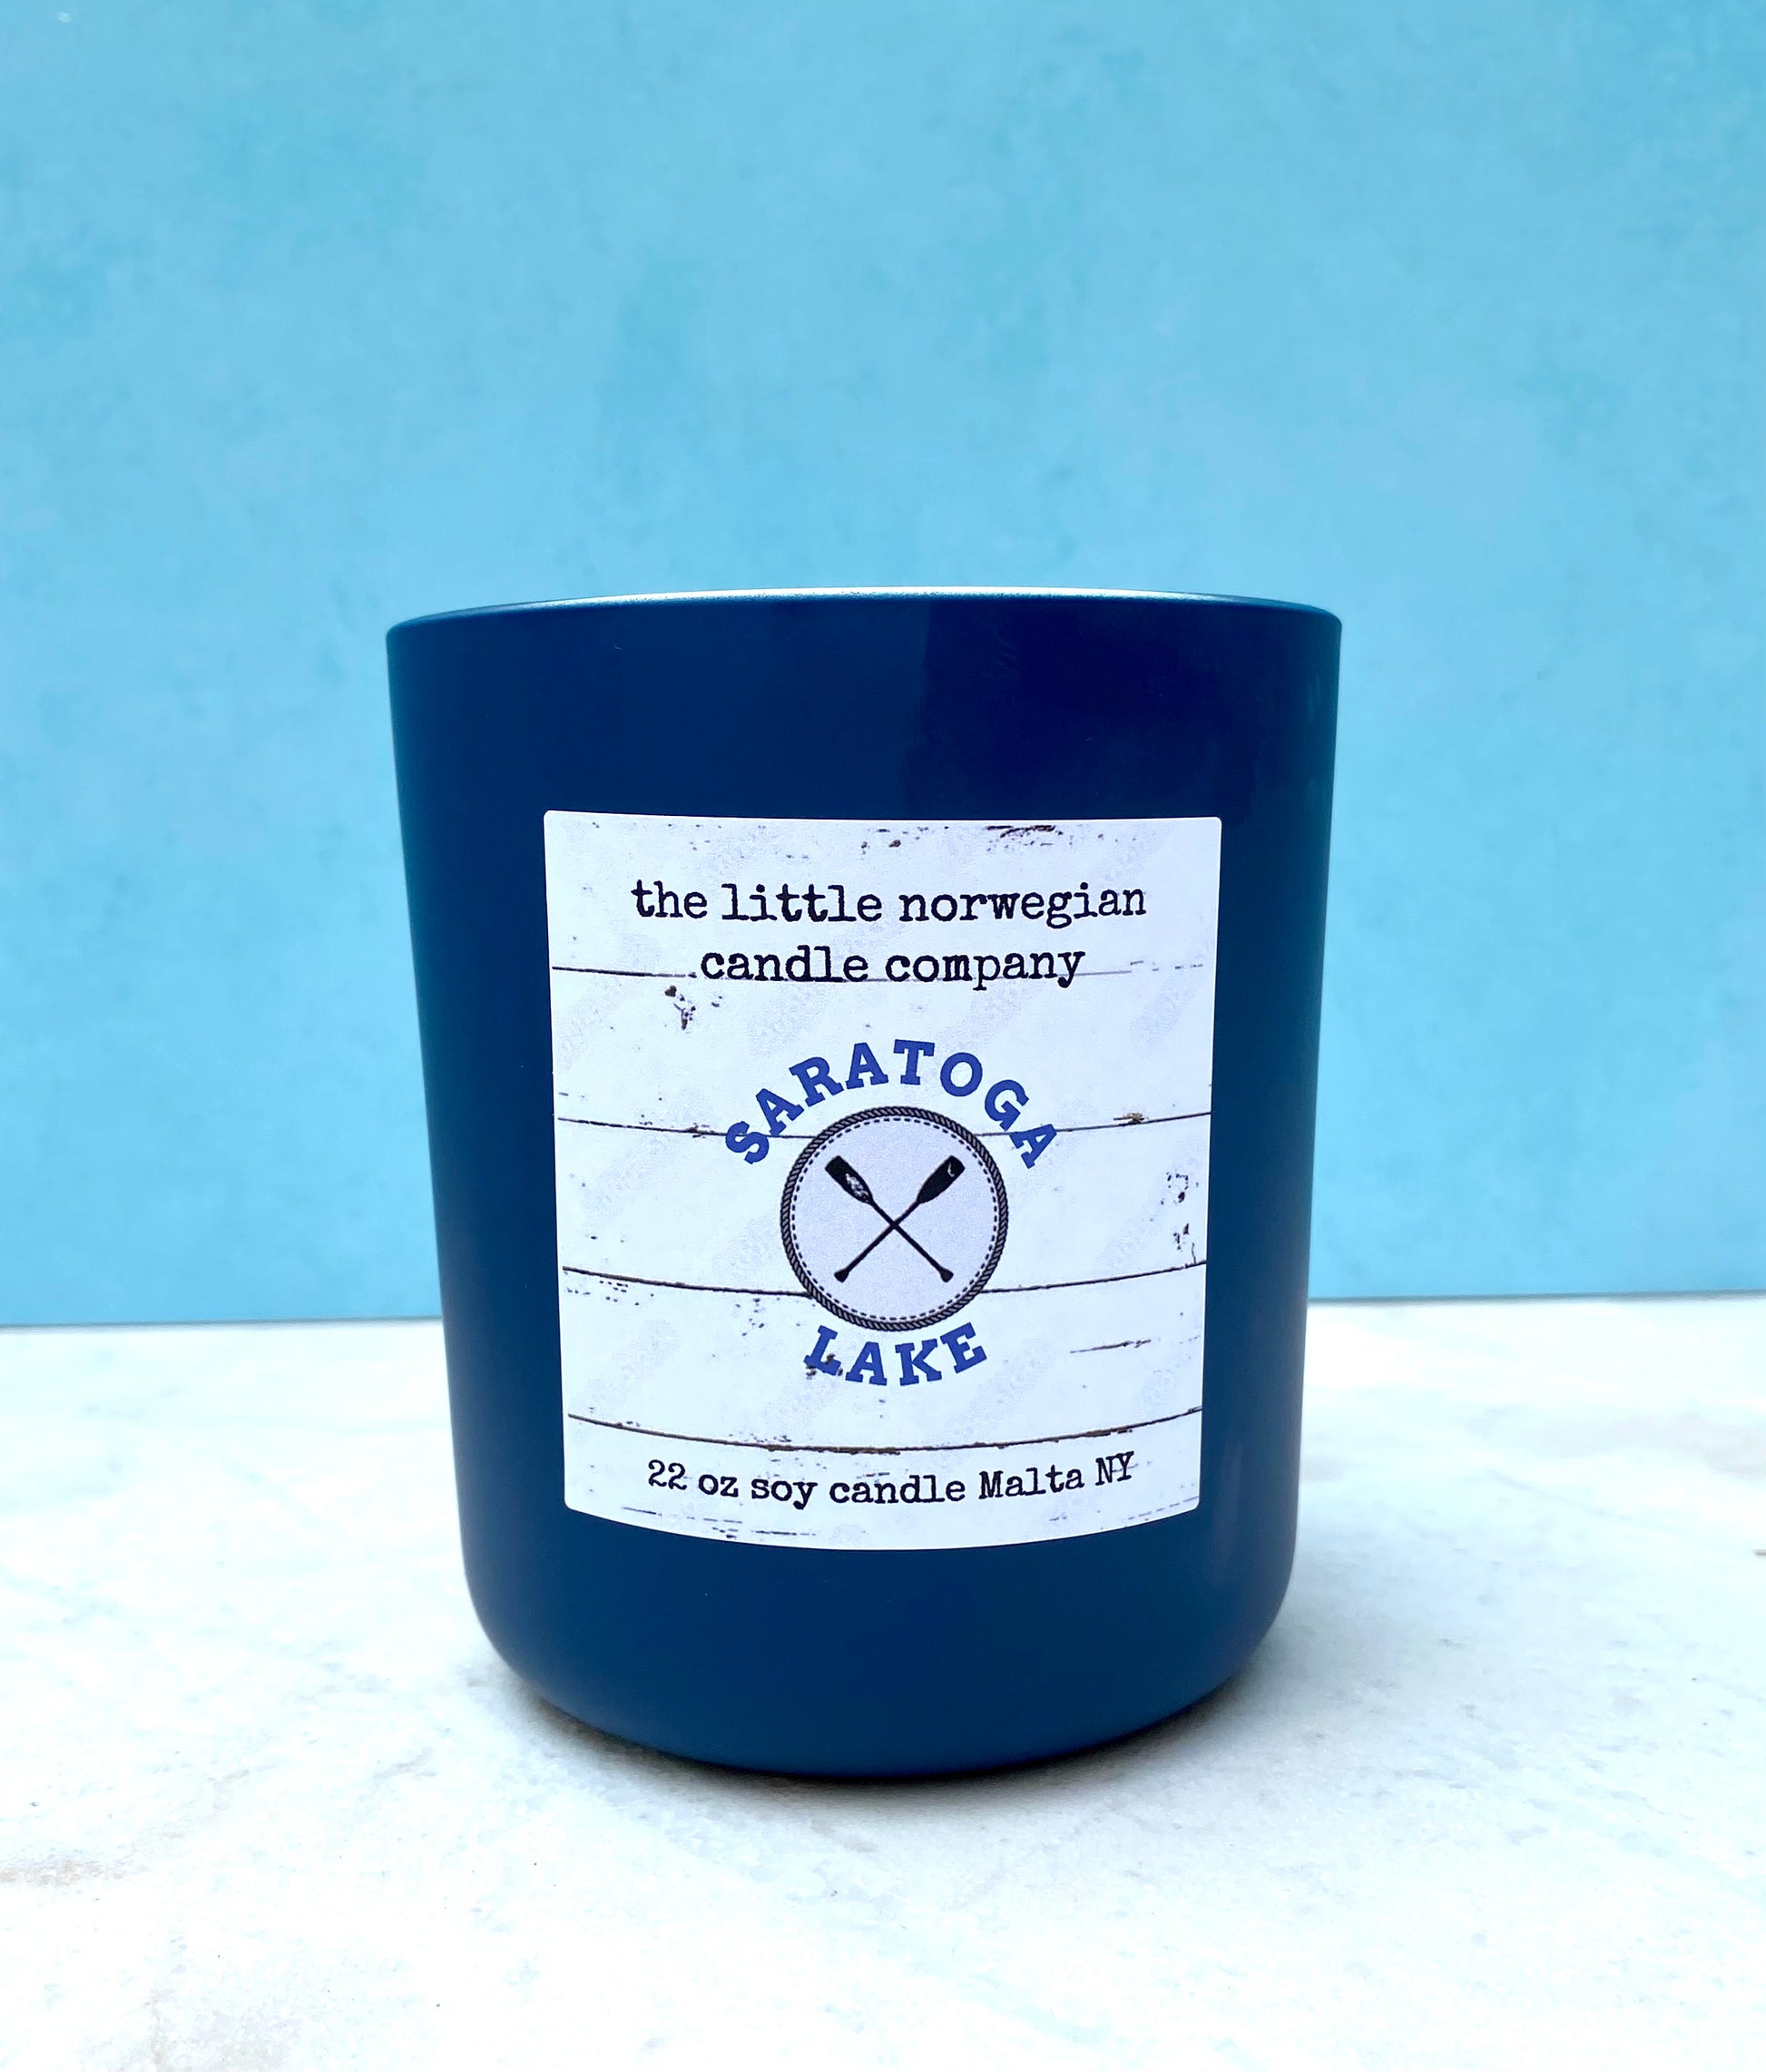 the little norwegian
candle company
SARATOGA
LAKE
22 oz soy candle Malta NY